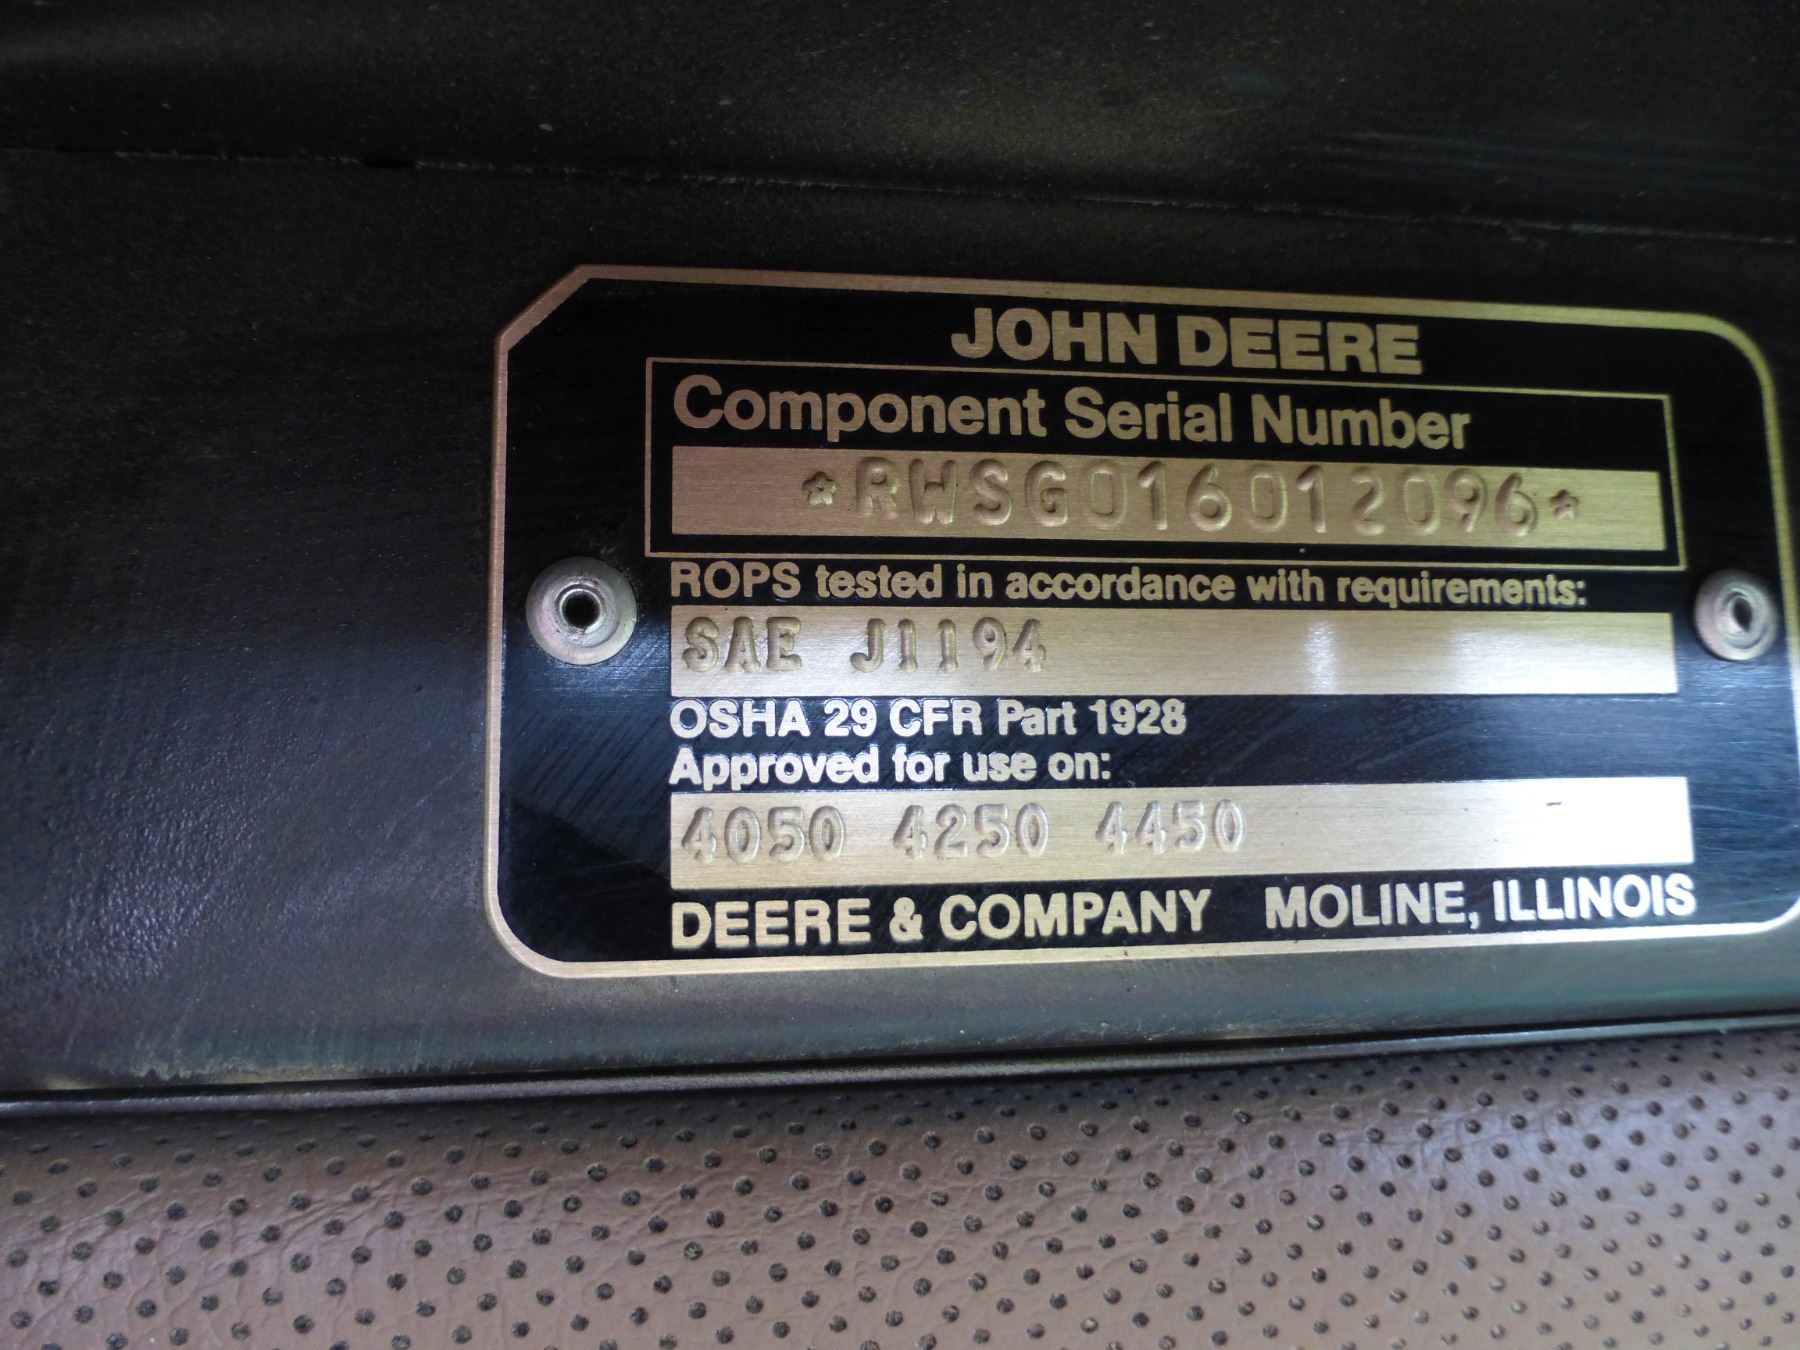 JOHN DEERE
Component Serial Number
*RWSG016012096*
ROPS tested in accordance with requirements:
SAE J1194
OSHA 29 CFR Part 1928
Approved for use on:
4050 4250 4450
DEERE & COMPANY MOLINE, ILLINOIS